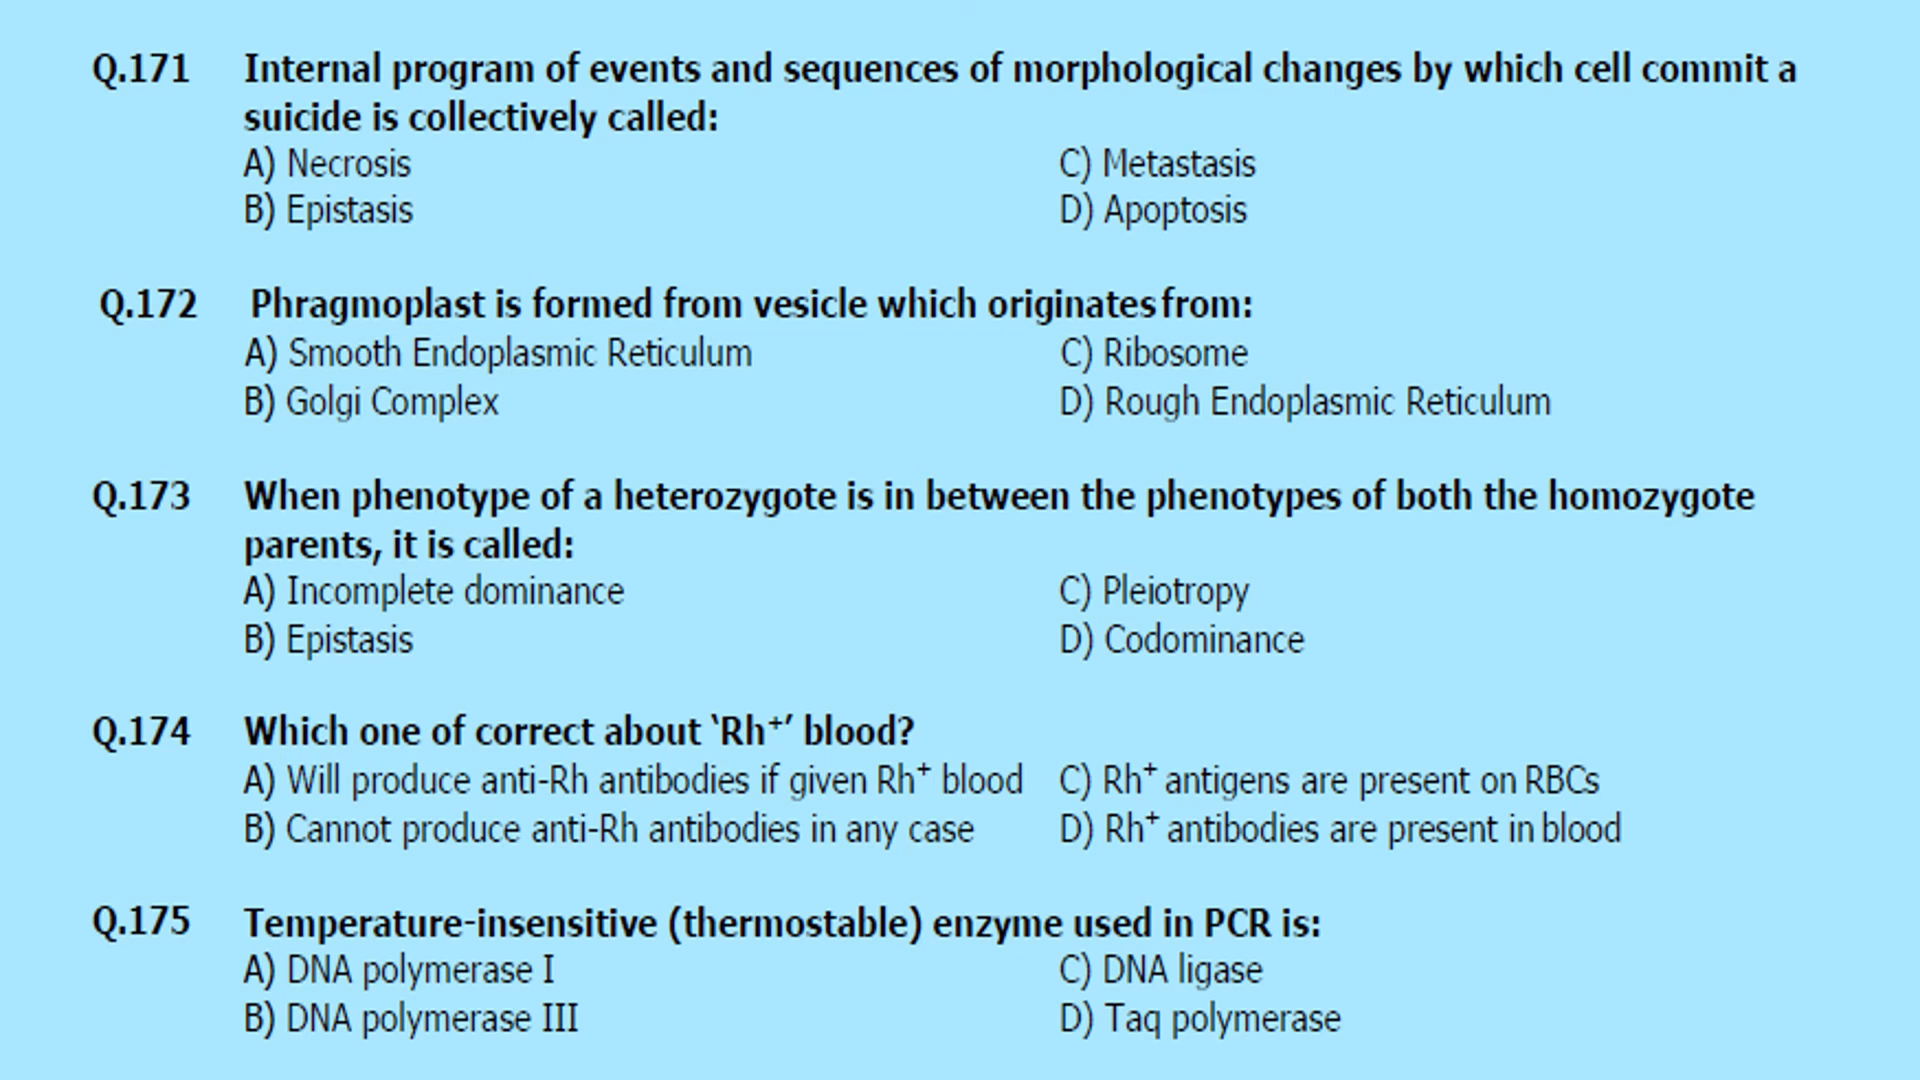 Q.171 Internal program of events and sequences of morphological changes by which cell commit a
suicide is collectively called:
A) Necrosis C) Metastasis
B) Epistasis D) Apoptosis
Q.172 Phragmoplast is formed from vesicle which originates from:
A) Smooth Endoplasmic Reticulum C) Ribosome
B) Golgi Complex D) Rough Endoplasmic Reticulum
Q.173 When phenotype of a heterozygote is in between the phenotypes of both the homozygote
parents, it is called:
A) Incomplete dominance C) Pleiotropy
B) Epistasis D) Codominance
Q.174 Which one of correct about ‘Rh⁺’ blood?
A) Will produce anti-Rh antibodies if given Rh⁺ blood C) Rh⁺ antigens are present on RBCs
B) Cannot produce anti-Rh antibodies in any case D) Rh⁺ antibodies are present in blood
Q.175 Temperature-insensitive (thermostable) enzyme used in PCR is:
A) DNA polymerase I C) DNA ligase
B) DNA polymerase III D) Taq polymerase